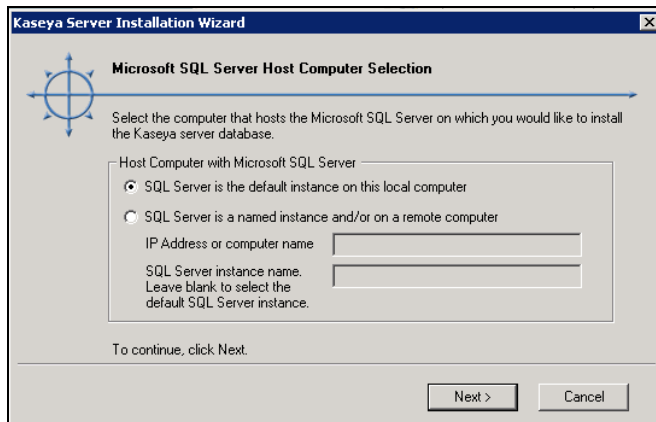 Kaseya Server Installation Wizard
Microsoft SQL Server Host Computer Selection
Select the computer that hosts the Microsoft SQL Server on which you would like to install
the Kaseya server database.
Host Computer with Microsoft SQL Server
SQL Server is the default instance on this local computer
SQL Server is a named instance and/or on a remote computer
IP Address or computer name
SQL Server instance name.
Leave blank to select the
default SQL Server instance.
To continue, click Next.
Next >
Cancel